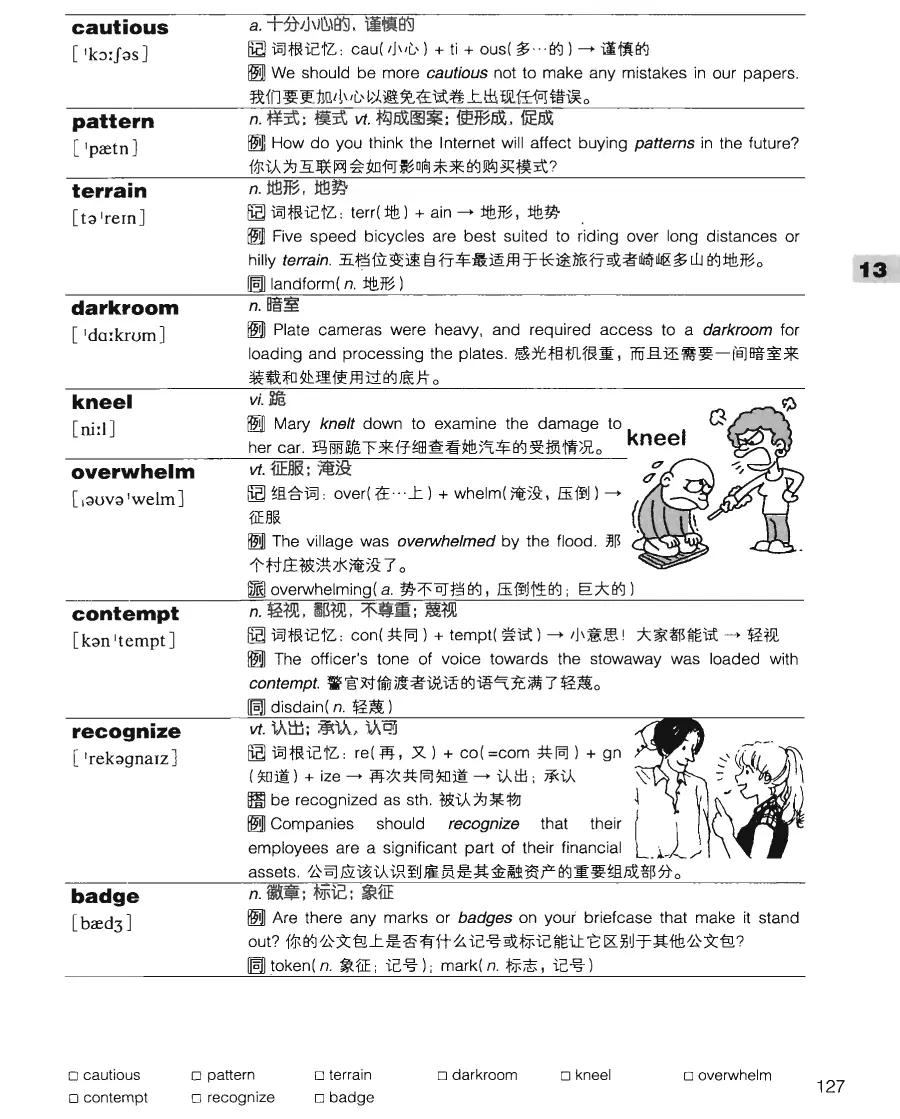 cautious
a. 十分小心的，谨慎的
[ˈkɔːʃəs]
记 词根记忆：cau(小心) + ti + ous(多…的) → 谨慎的
例 We should be more cautious not to make any mistakes in our papers.
我们要更加小心以避免在试卷上出现任何错误。
pattern
n. 样式；模式 vt. 构成图案；使形成，促成
[ˈpætn]
例 How do you think the Internet will affect buying patterns in the future?
你认为互联网会如何影响未来的购买模式?
terrain
n. 地形，地势
[təˈreɪn]
记 词根记忆：terr(地) + ain → 地形，地势
例 Five speed bicycles are best suited to riding over long distances or
hilly terrain. 五档位变速自行车最适用于长途旅行或者崎岖多山的地形。
同 landform(n. 地形)
13
darkroom
n. 暗室
[ˈdɑːkrʊm]
例 Plate cameras were heavy, and required access to a darkroom for
loading and processing the plates. 感光相机很重，而且还需要一间暗室来
装载和处理使用过的底片。
kneel
vi. 跪
[niːl]
例 Mary knelt down to examine the damage to
her car. 玛丽跪下来仔细查看她汽车的受损情况。
kneel
overwhelm
vt. 征服；淹没
[ˌəʊvəˈwelm]
记 组合词：over(在…上) + whelm(淹没，压倒) →
征服
例 The village was overwhelmed by the flood. 那
个村庄被洪水淹没了。
派 overwhelming(a. 势不可挡的，压倒性的；巨大的)
contempt
n. 轻视，鄙视，不尊重；蔑视
[kənˈtempt]
记 词根记忆：con(共同) + tempt(尝试) → 小意思！大家都能试 → 轻视
例 The officer's tone of voice towards the stowaway was loaded with
contempt. 警官对偷渡者说话的语气充满了轻蔑。
同 disdain(n. 轻蔑)
recognize
vt. 认出；承认，认可
[ˈrekəgnaɪz]
记 词根记忆：re(再，又) + co(=com 共同) + gn
(知道) + ize → 再次共同知道 → 认出；承认
搭 be recognized as sth. 被认为某物
例 Companies should recognize that their
employees are a significant part of their financial
assets. 公司应该认识到雇员是其金融资产的重要组成部分。
badge
n. 徽章；标记；象征
[bædʒ]
例 Are there any marks or badges on your briefcase that make it stand
out? 你的公文包上是否有什么记号或标记能让它区别于其他公文包?
同 token(n. 象征；记号)；mark(n. 标志，记号)
□ cautious □ pattern □ terrain □ darkroom □ kneel □ overwhelm
□ contempt □ recognize □ badge
127